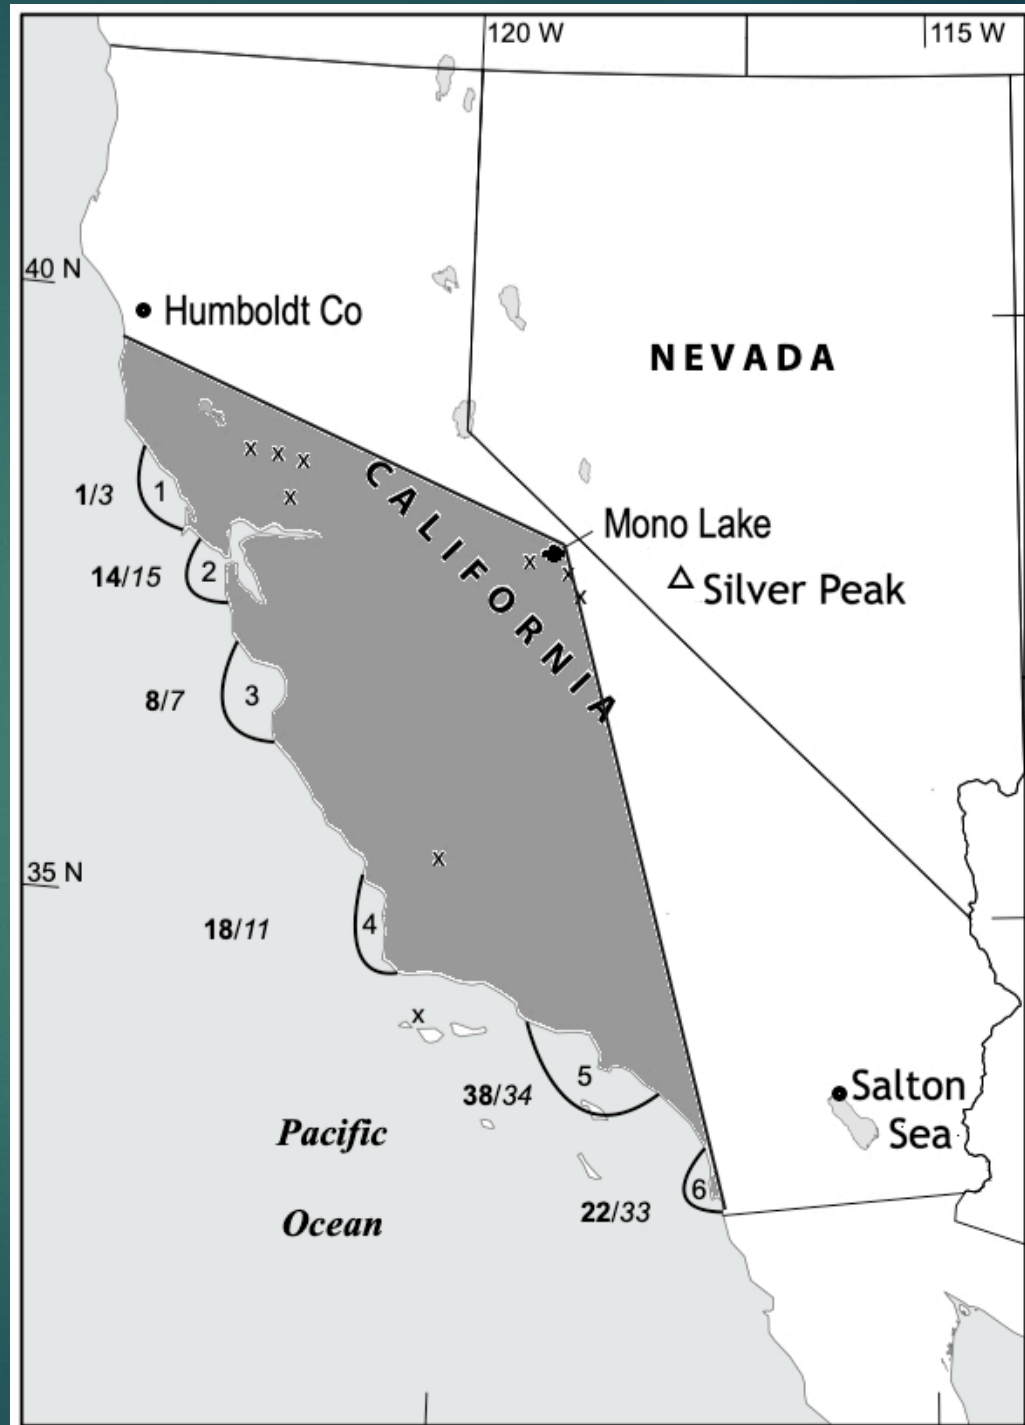 120 W
115 W
40 N
Humboldt Co
NEVADA
x x x
x
CALIFORNIA
1/3
1
Mono Lake
x
x
x
14/15
2
Silver Peak
8/7
3
x
35 N
18/11
4
x
5
38/34
Salton
Sea
Pacific
6
22/33
Ocean